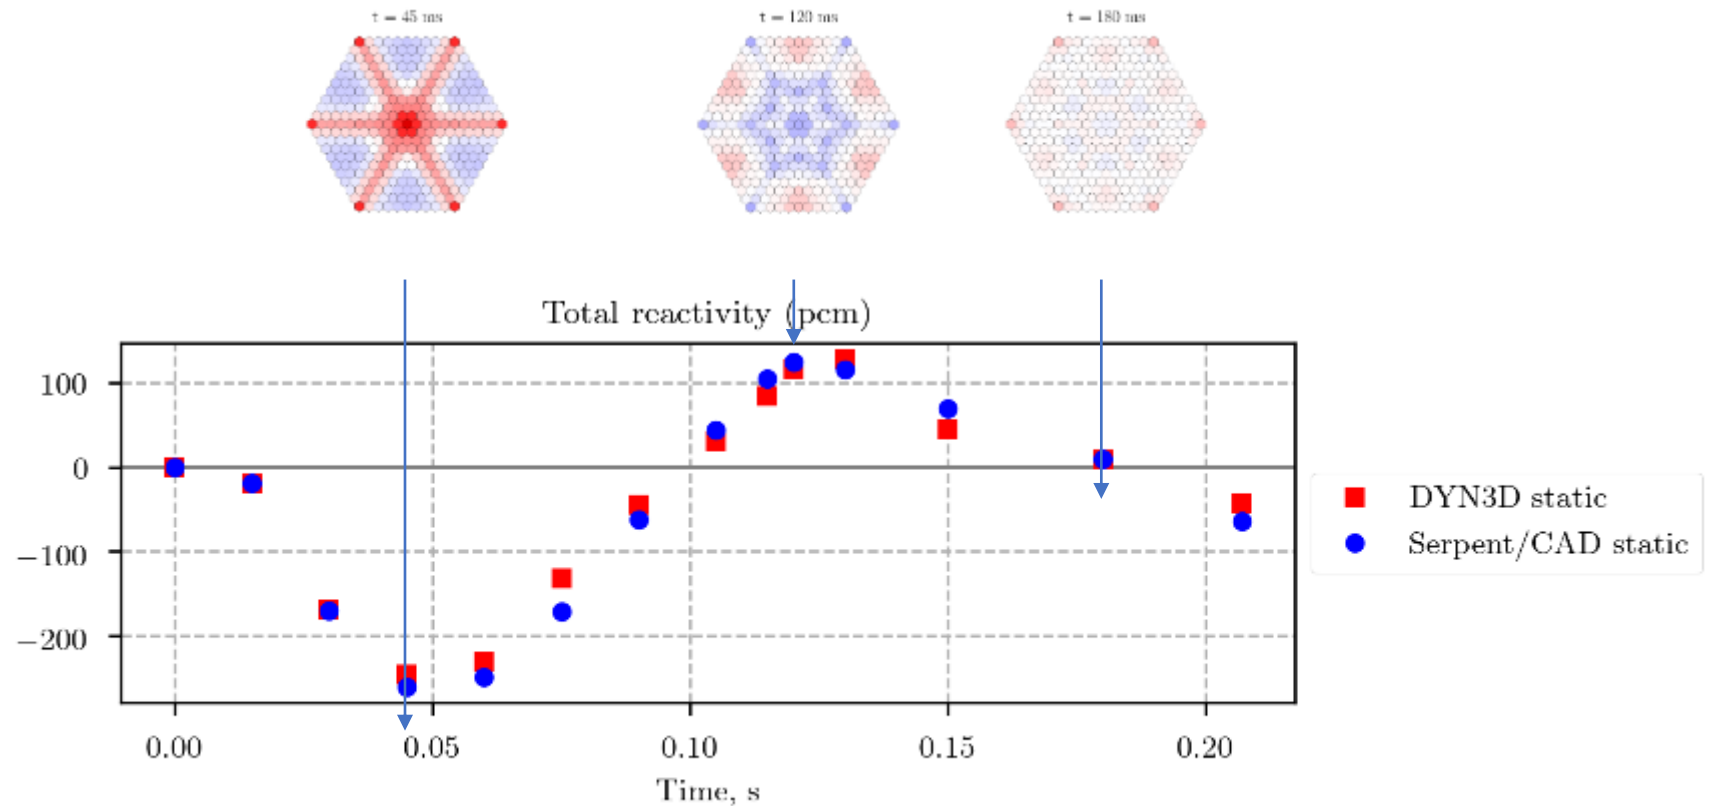 t = 45 ms
t = 120 ms
t = 180 ms
Total reactivity (pcm)
100
0
−100
−200
0.00
0.05
0.10
0.15
0.20
Time, s
DYN3D static
Serpent/CAD static